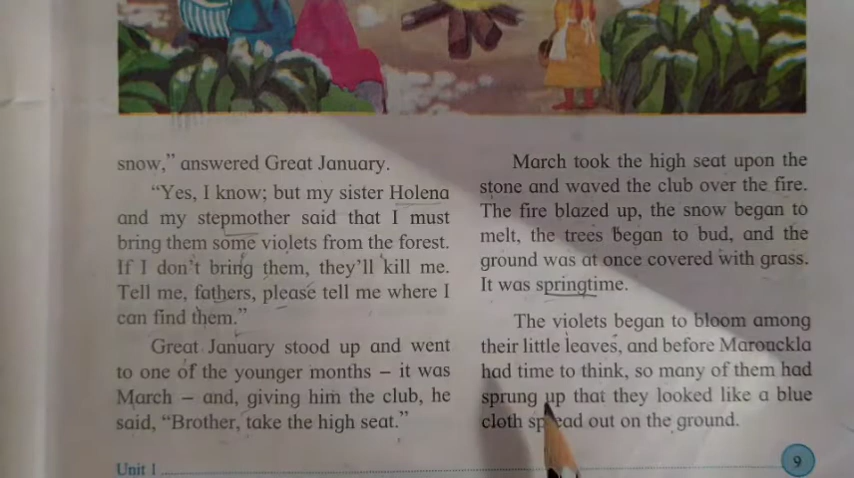 snow,” answered Great January.
“Yes, I know; but my sister Holena
and my stepmother said that I must
bring them some violets from the forest.
If I don’t bring them, they’ll kill me.
Tell me, fathers, please tell me where I
can find them.”
Great January stood up and went
to one of the younger months – it was
March – and, giving him the club, he
said, “Brother, take the high seat.”
March took the high seat upon the
stone and waved the club over the fire.
The fire blazed up, the snow began to
melt, the trees began to bud, and the
ground was at once covered with grass.
It was springtime.
The violets began to bloom among
their little leaves, and before Marouckla
had time to think, so many of them had
sprung up that they looked like a blue
cloth spread out on the ground.
Unit 1
9